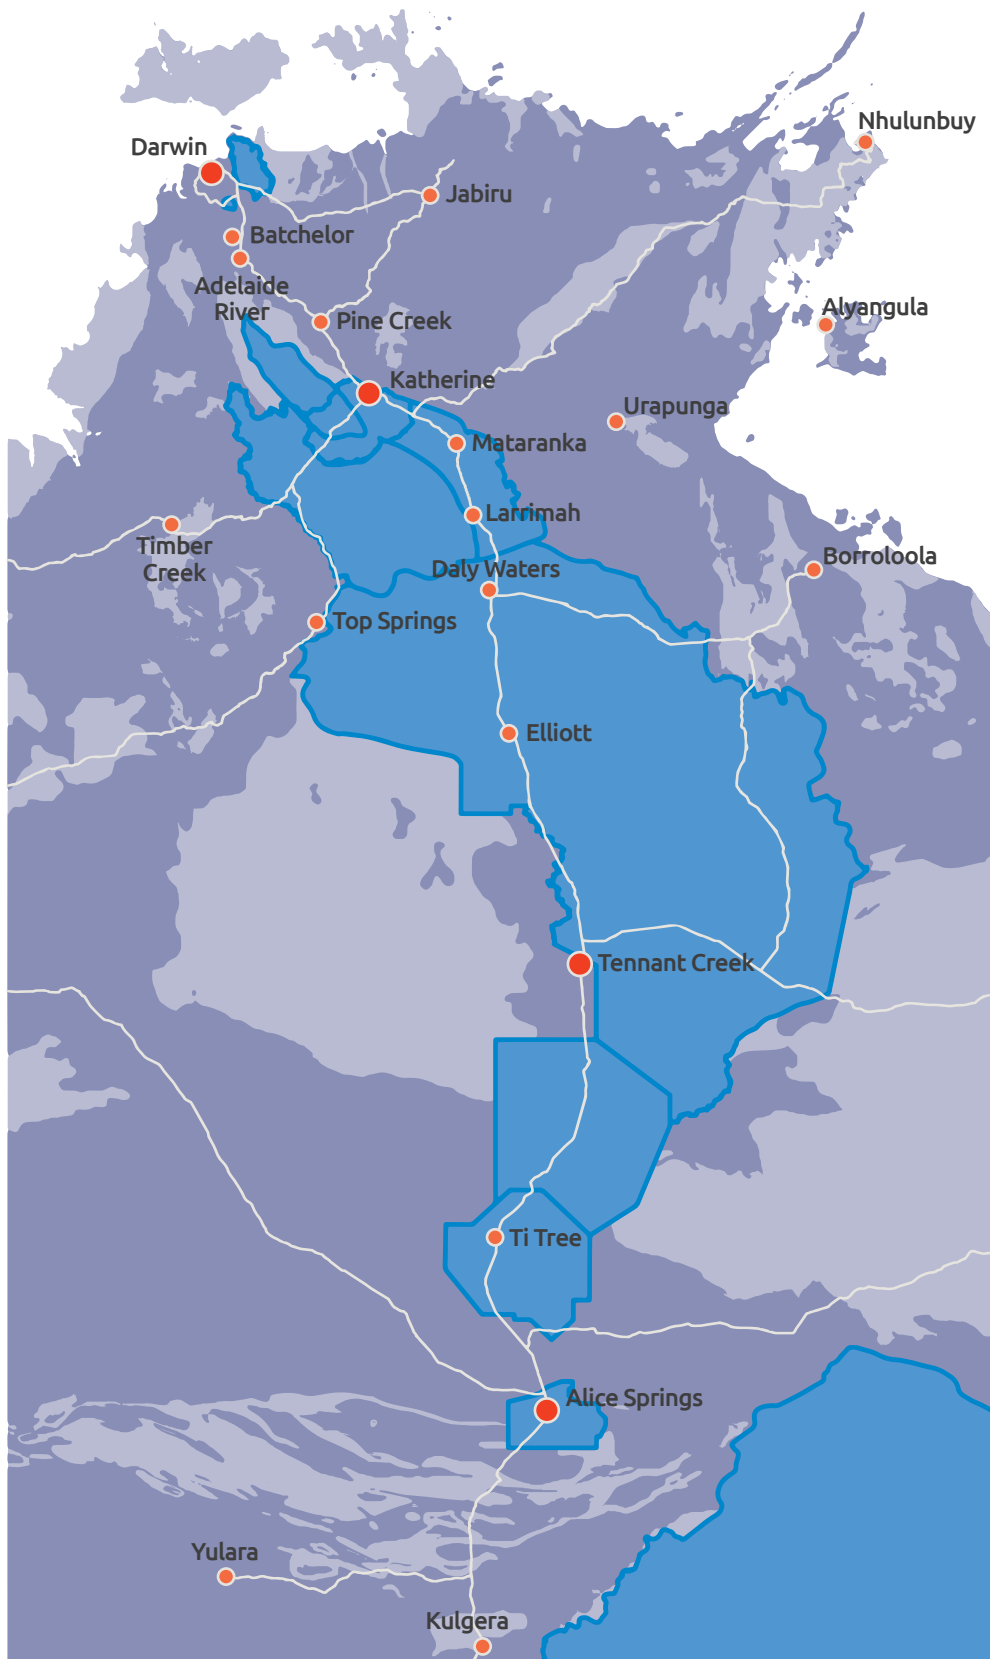 Nhulunbuy
Darwin
Jabiru
Batchelor
Adelaide
River
Alyangula
Pine Creek
Katherine
Urapunga
Mataranka
Larrimah
Timber
Creek
Borroloola
Daly Waters
Top Springs
Elliott
Tennant Creek
Ti Tree
Alice Springs
Yulara
Kulgera